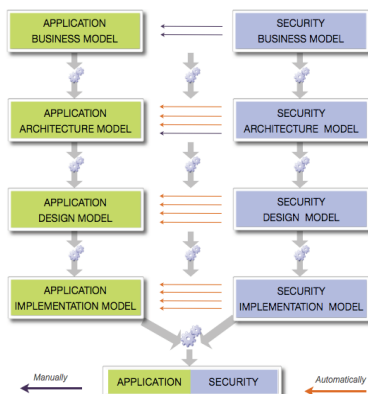 APPLICATION
BUSINESS MODEL
SECURITY
BUSINESS MODEL
APPLICATION
ARCHITECTURE MODEL
SECURITY
ARCHITECTURE MODEL
APPLICATION
DESIGN MODEL
SECURITY
DESIGN MODEL
APPLICATION
IMPLEMENTATION MODEL
SECURITY
IMPLEMENTATION MODEL
Manually
APPLICATION SECURITY
Automatically